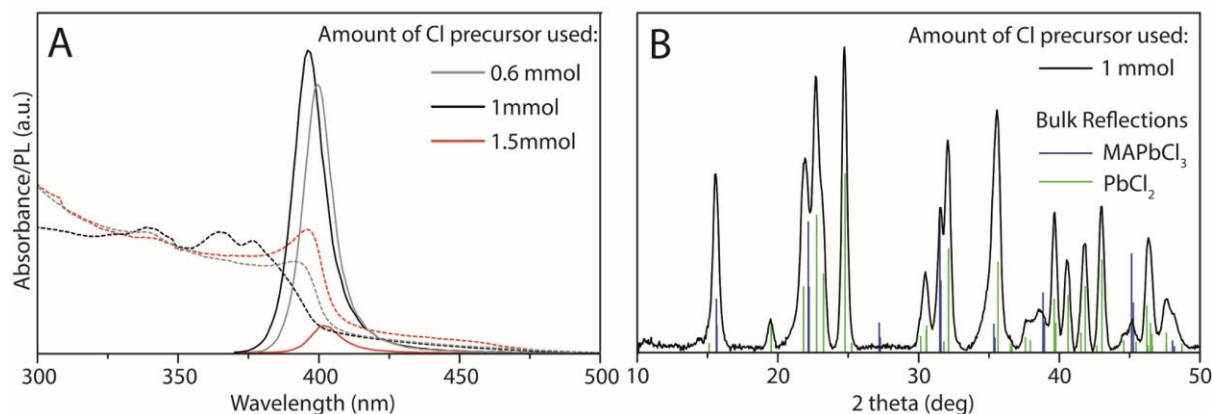 A
Amount of Cl precursor used:
0.6 mmol
1mmol
1.5mmol
Absorbance/PL (a.u.)
300 350 400 450 500
Wavelength (nm)
B
Amount of Cl precursor used:
1 mmol
Bulk Reflections
MAPbCl₃
PbCl₂
10 20 30 40 50
2 theta (deg)